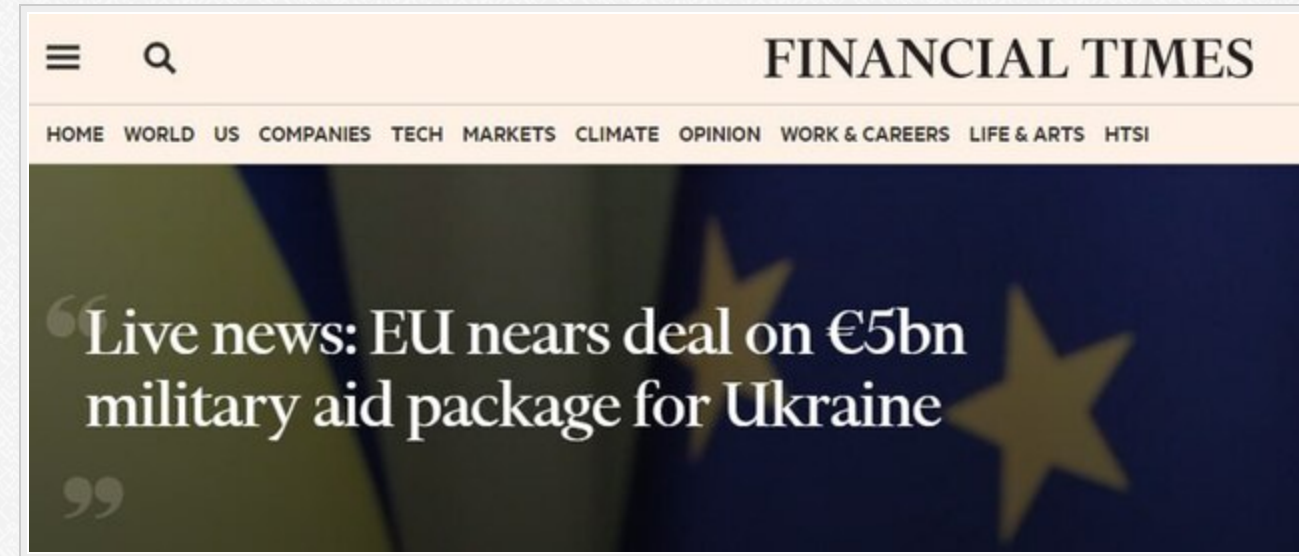 FINANCIAL TIMES
HOME WORLD US COMPANIES TECH MARKETS CLIMATE OPINION WORK & CAREERS LIFE & ARTS HTSI
“Live news: EU nears deal on €5bn
military aid package for Ukraine
”